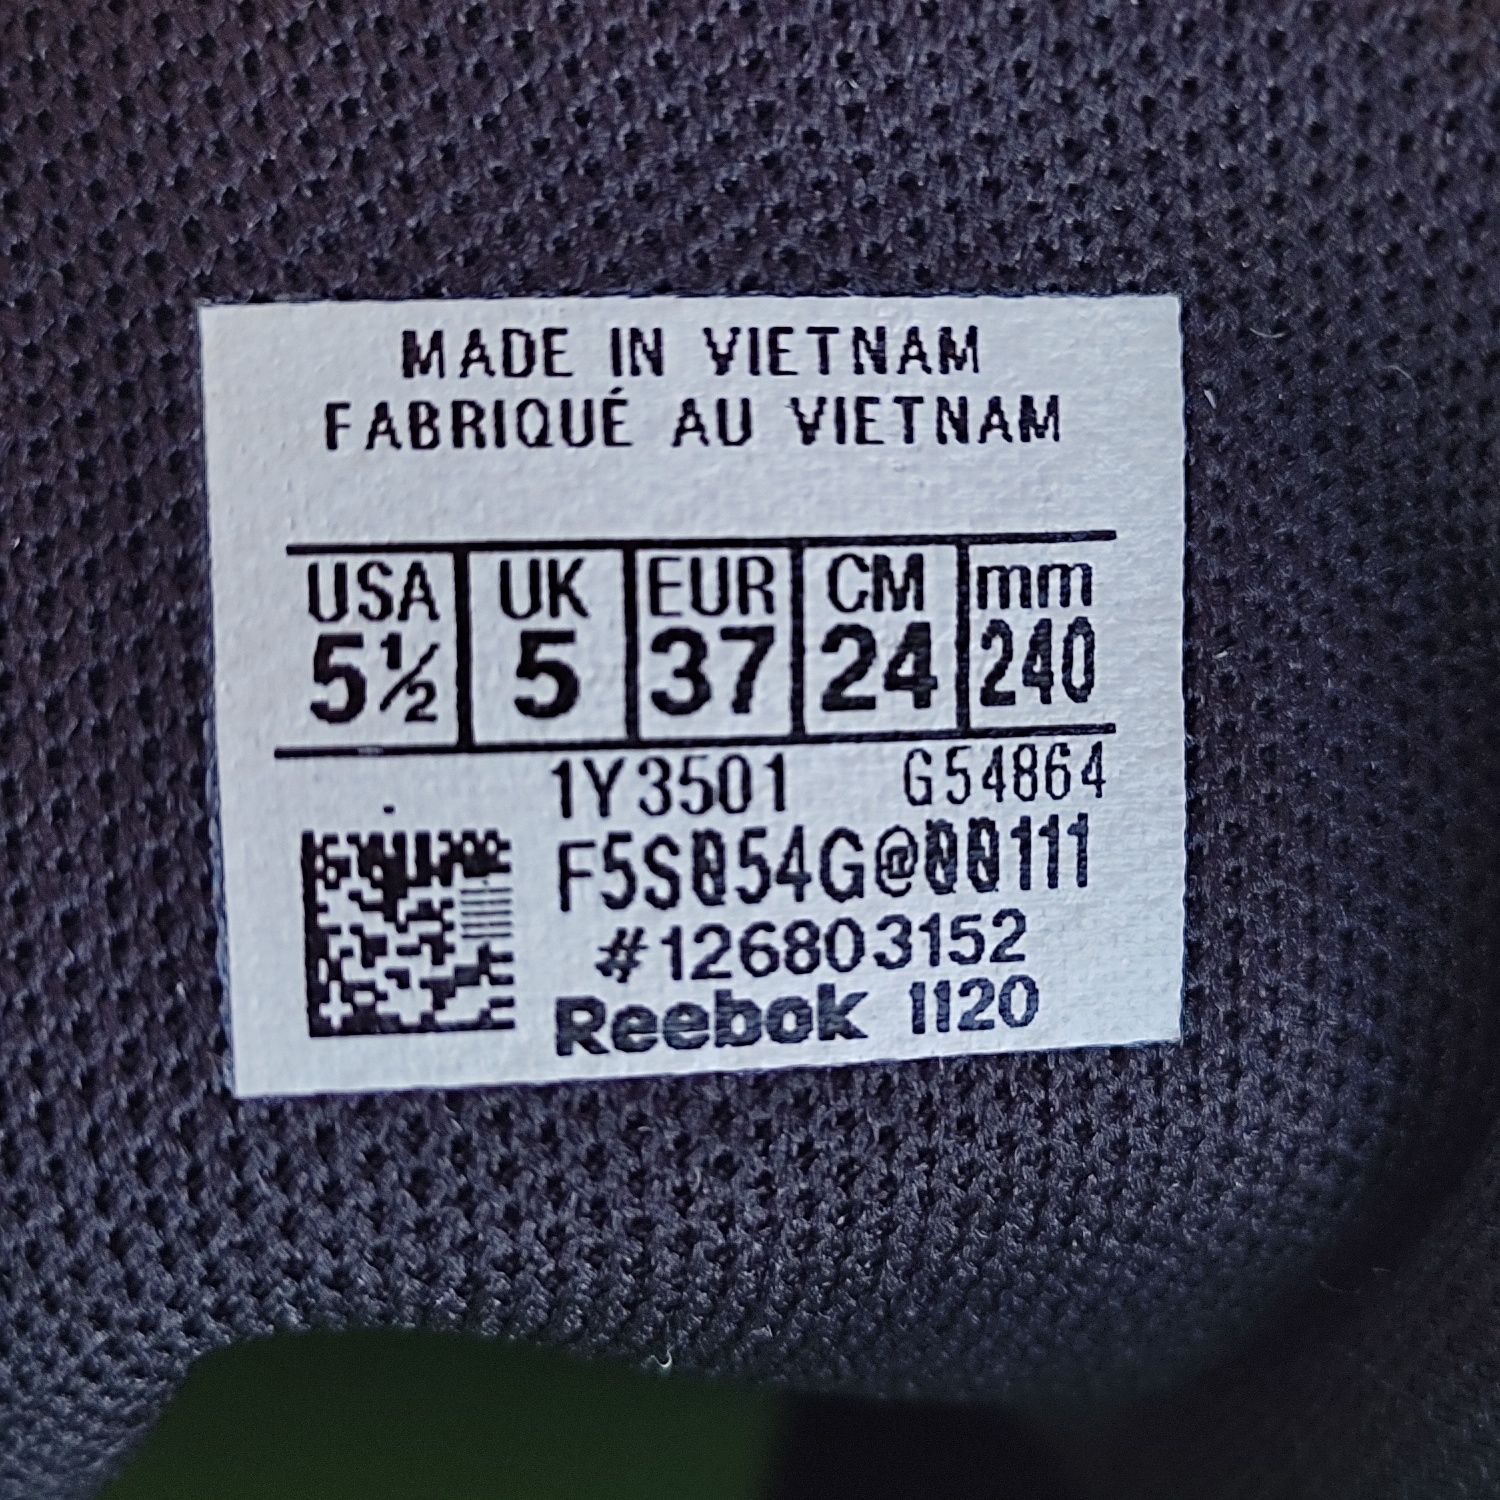 MADE IN VIETNAM
FABRIQUÉ AU VIETNAM
USA UK EUR CM mm
5½ 5 37 24 240
1Y3501 G54864
F5S054G@00111
#126803152
Reebok 1120